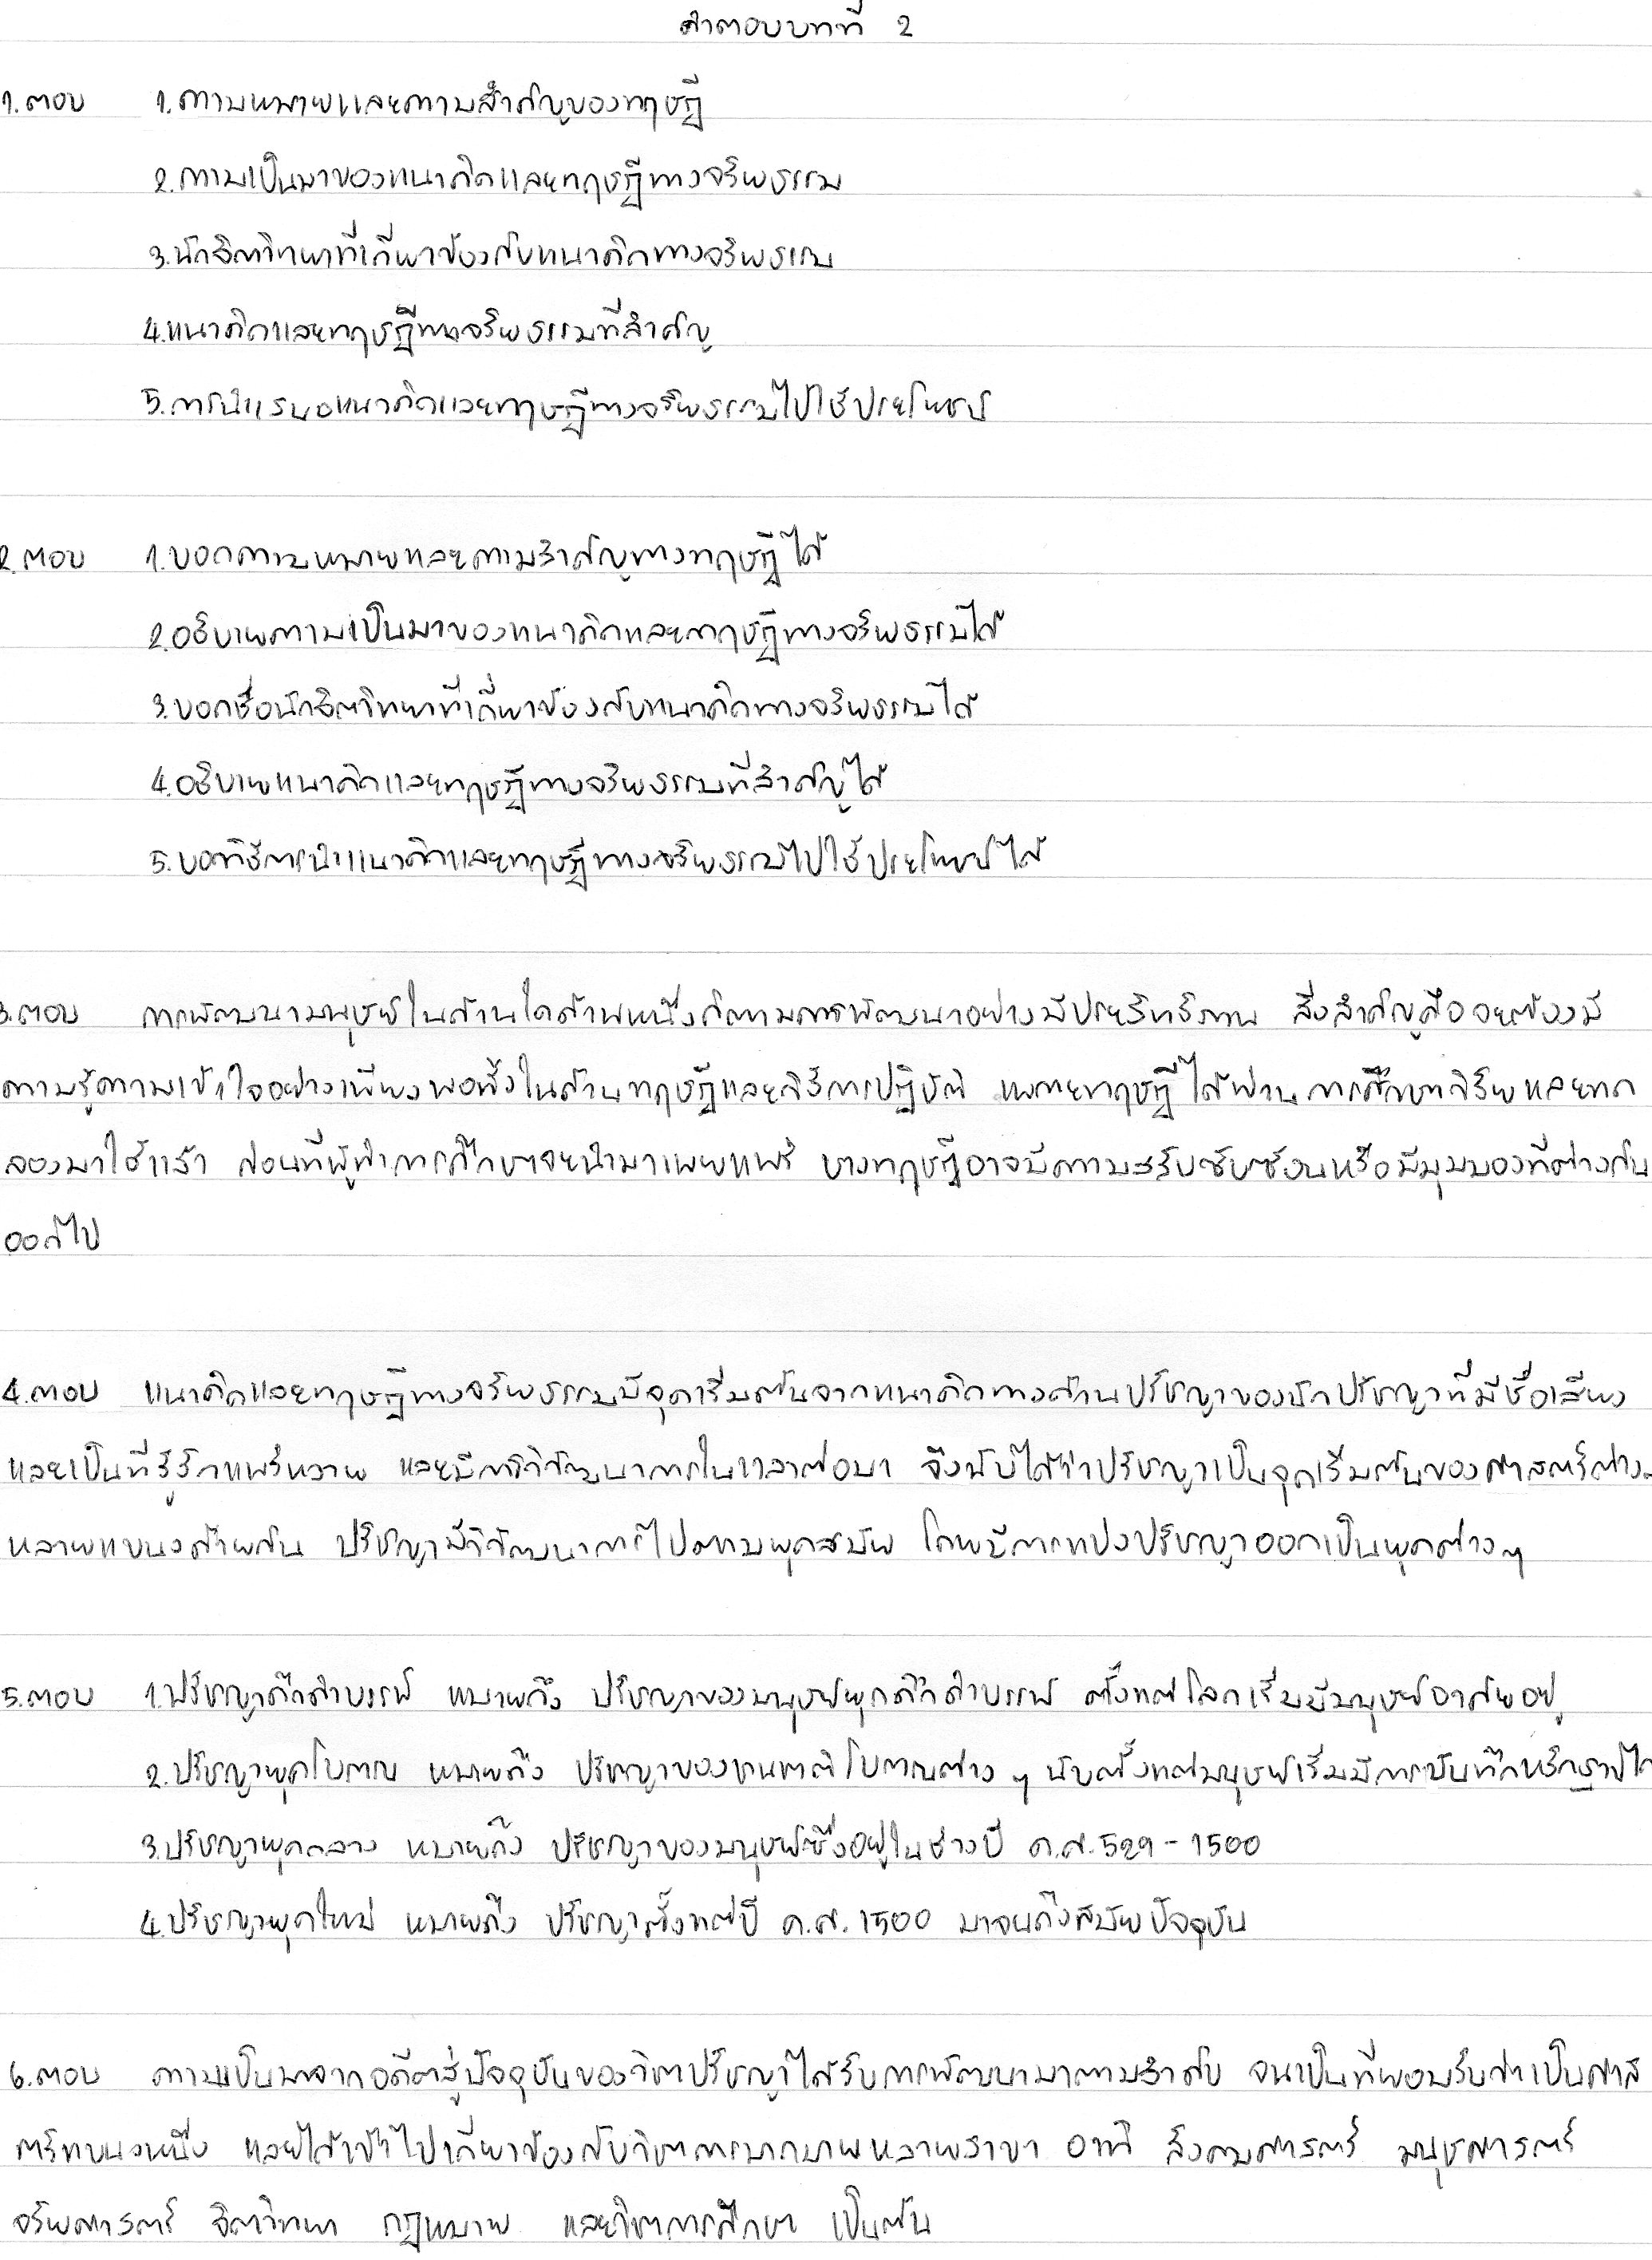 คำตอบบทที่ 2
1.ตอบ 1.ความหมายและความสำคัญของทฤษฎี
2.ความเป็นมาของแนวคิดและทฤษฎีทางจริยธรรม
3.นักจิตวิทยาที่เกี่ยวข้องกับแนวคิดทางจริยธรรม
4.แนวคิดและทฤษฎีทางจริยธรรมที่สำคัญ
5.การนำเสนอแนวคิดและทฤษฎีทางจริยธรรมไปใช้ประโยชน์
2.ตอบ 1.บอกความหมายและความสำคัญทางทฤษฎีได้
2.อธิบายความเป็นมาของแนวคิดและทฤษฎีทางจริยธรรมได้
3.บอกชื่อนักจิตวิทยาที่เกี่ยวข้องกับแนวคิดทางจริยธรรมได้
4.อธิบายแนวคิดและทฤษฎีทางจริยธรรมที่สำคัญได้
5.บอกวิธีการนำแนวคิดและทฤษฎีทางจริยธรรมไปใช้ประโยชน์ได้
3.ตอบ การพัฒนามนุษย์ในด้านใดด้านหนึ่งก็ตามการพัฒนาอย่างมีประสิทธิภาพ สิ่งสำคัญคือจะต้องมี
ความรู้ความเข้าใจอย่างเพียงพอทั้งในด้านทฤษฎีและวิธีการปฏิบัติ เพราะทฤษฎีได้ผ่านการศึกษาวิจัยและทด
ลองมาใช้แล้ว ก่อนที่ผู้ทำการศึกษาจะนำมาเผยแพร่ บางทฤษฎีอาจมีความสลับซับซ้อนหรือมีมุมมองที่ต่างกัน
ออกไป
4.ตอบ แนวคิดและทฤษฎีทางจริยธรรมมีจุดเริ่มต้นจากแนวคิดทางด้านปรัชญาของนักปรัชญาที่มีชื่อเสียง
และเป็นที่รู้จักแพร่หลาย และมีการวิวัฒนาการในเวลาต่อมา จึงนับได้ว่าปรัชญาเป็นจุดเริ่มต้นของศาสตร์ต่างๆ
หลายแขนงด้วยกัน ปรัชญามีวิวัฒนาการไปตามยุคสมัย โดยมีการแบ่งปรัชญาออกเป็นยุคต่างๆ
5.ตอบ 1.ปรัชญาดึกดำบรรพ์ หมายถึง ปรัชญาของมนุษย์ยุคดึกดำบรรพ์ ตั้งแต่โลกเริ่มมีมนุษย์อาศัยอยู่
2.ปรัชญายุคโบราณ หมายถึง ปรัชญาของชนชาติโบราณต่างๆ นับตั้งแต่มนุษย์เริ่มมีการบันทึกหลักฐานไว้
3.ปรัชญายุคกลาง หมายถึง ปรัชญาของมนุษย์ซึ่งอยู่ในช่วงปี ค.ศ.529 - 1500
4.ปรัชญายุคใหม่ หมายถึง ปรัชญาตั้งแต่ปี ค.ศ. 1500 มาจนถึงสมัยปัจจุบัน
6.ตอบ ความเป็นมาจากอดีตสู่ปัจจุบันของวิชาปรัชญาได้รับการพัฒนามาตามลำดับ จนเป็นที่ยอมรับว่าเป็นศาส
ตร์แขนงหนึ่ง และได้เข้าไปเกี่ยวข้องกับวิชาการมากมายหลายสาขา อาทิ สังคมศาสตร์ มนุษศาสตร์
จริยศาสตร์ จิตวิทยา กฎหมาย และวิชาการศึกษา เป็นต้น